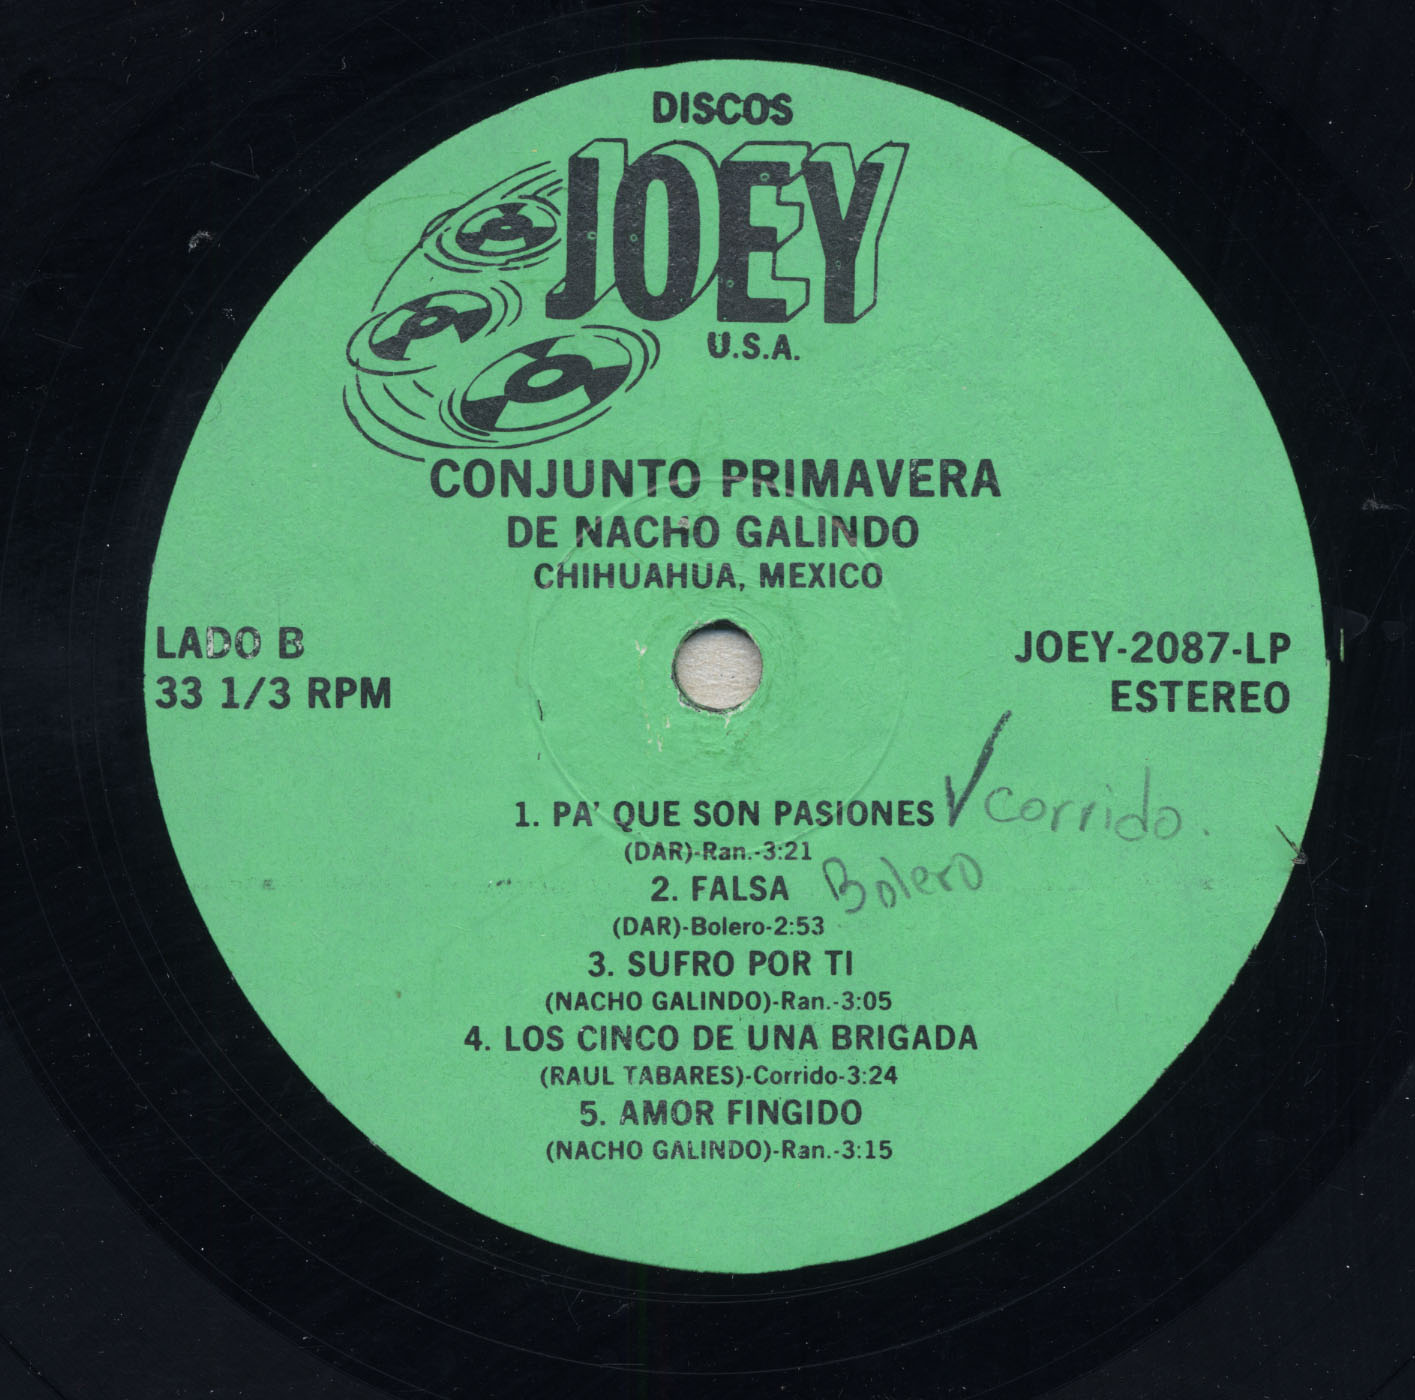 DISCOS
JOEY
U.S.A.
CONJUNTO PRIMAVERA
DE NACHO GALINDO
CHIHUAHUA, MEXICO
LADO B
33 1/3 RPM
JOEY-2087-LP
ESTEREO
1. PA' QUE SON PASIONES ✓ corrido.
(DAR)-Ran.-3:21
2. FALSA Bolero
(DAR)-Bolero-2:53
3. SUFRO POR TI
(NACHO GALINDO)-Ran.-3:05
4. LOS CINCO DE UNA BRIGADA
(RAUL TABARES)-Corrido-3:24
5. AMOR FINGIDO
(NACHO GALINDO)-Ran.-3:15